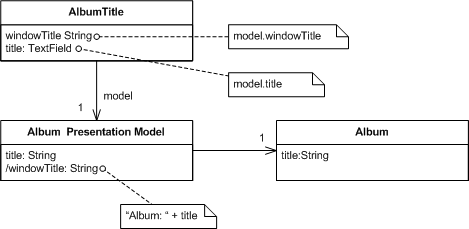 AlbumTitle
windowTitle String
title: TextField
model.windowTitle
model.title
model
1
Album Presentation Model
title: String
/windowTitle: String
1
Album
title:String
“Album: “ + title